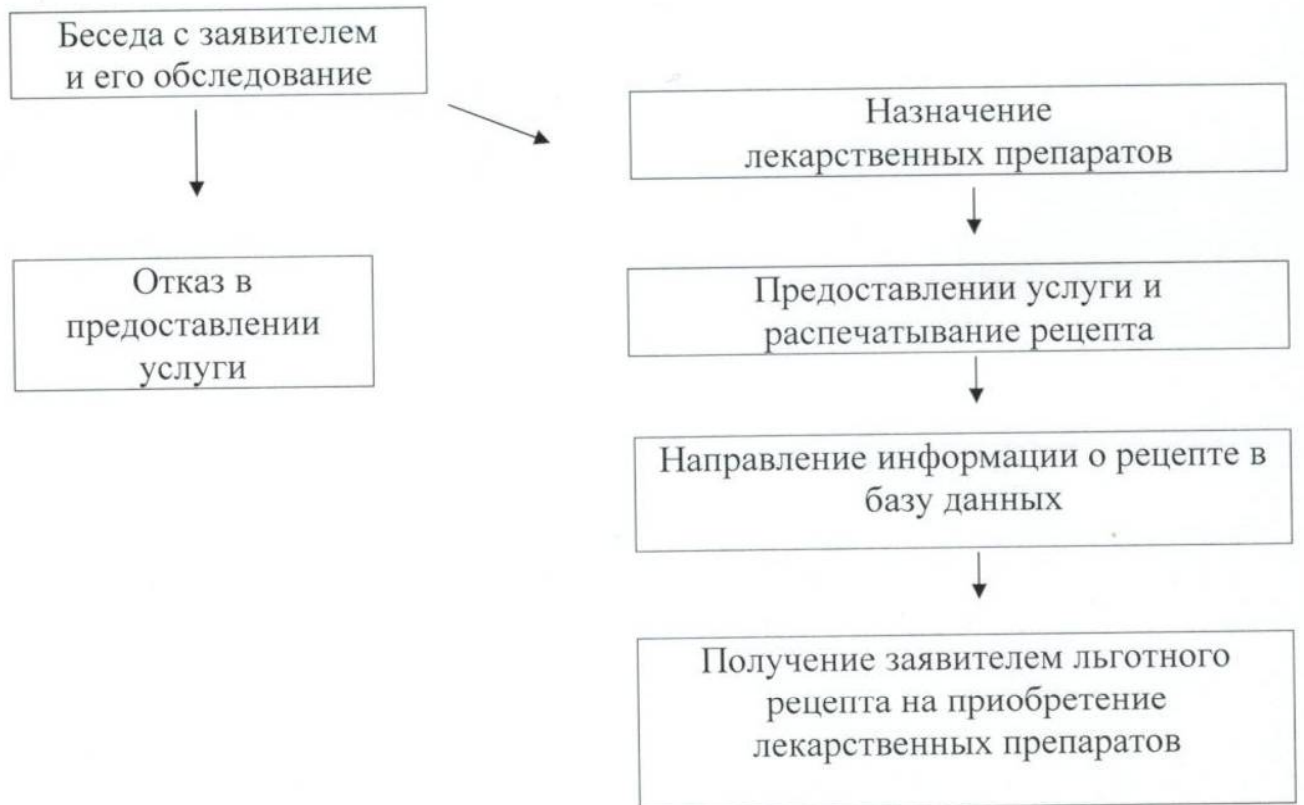 Беседа с заявителем
и его обследование
Назначение
лекарственных препаратов
Отказ в
предоставлении
услуги
Предоставлении услуги и
распечатывание рецепта
Направление информации о рецепте в
базу данных
Получение заявителем льготного
рецепта на приобретение
лекарственных препаратов